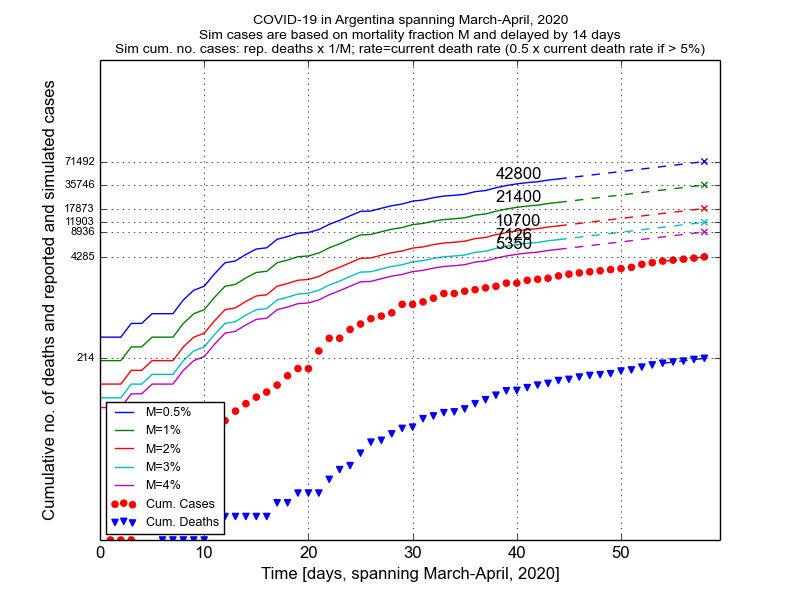 COVID-19 in Argentina spanning March-April, 2020
Sim cases are based on mortality fraction M and delayed by 14 days
Sim cum. no. cases: rep. deaths x 1/M; rate=current death rate (0.5 x current death rate if > 5%)
Cumulative no. of deaths and reported and simulated cases
71492
35746
17873
11903
8936
4285
214
42800
21400
10700
7126
5350
M=0.5%
M=1%
M=2%
M=3%
M=4%
Cum. Cases
Cum. Deaths
0 10 20 30 40 50
Time [days, spanning March-April, 2020]